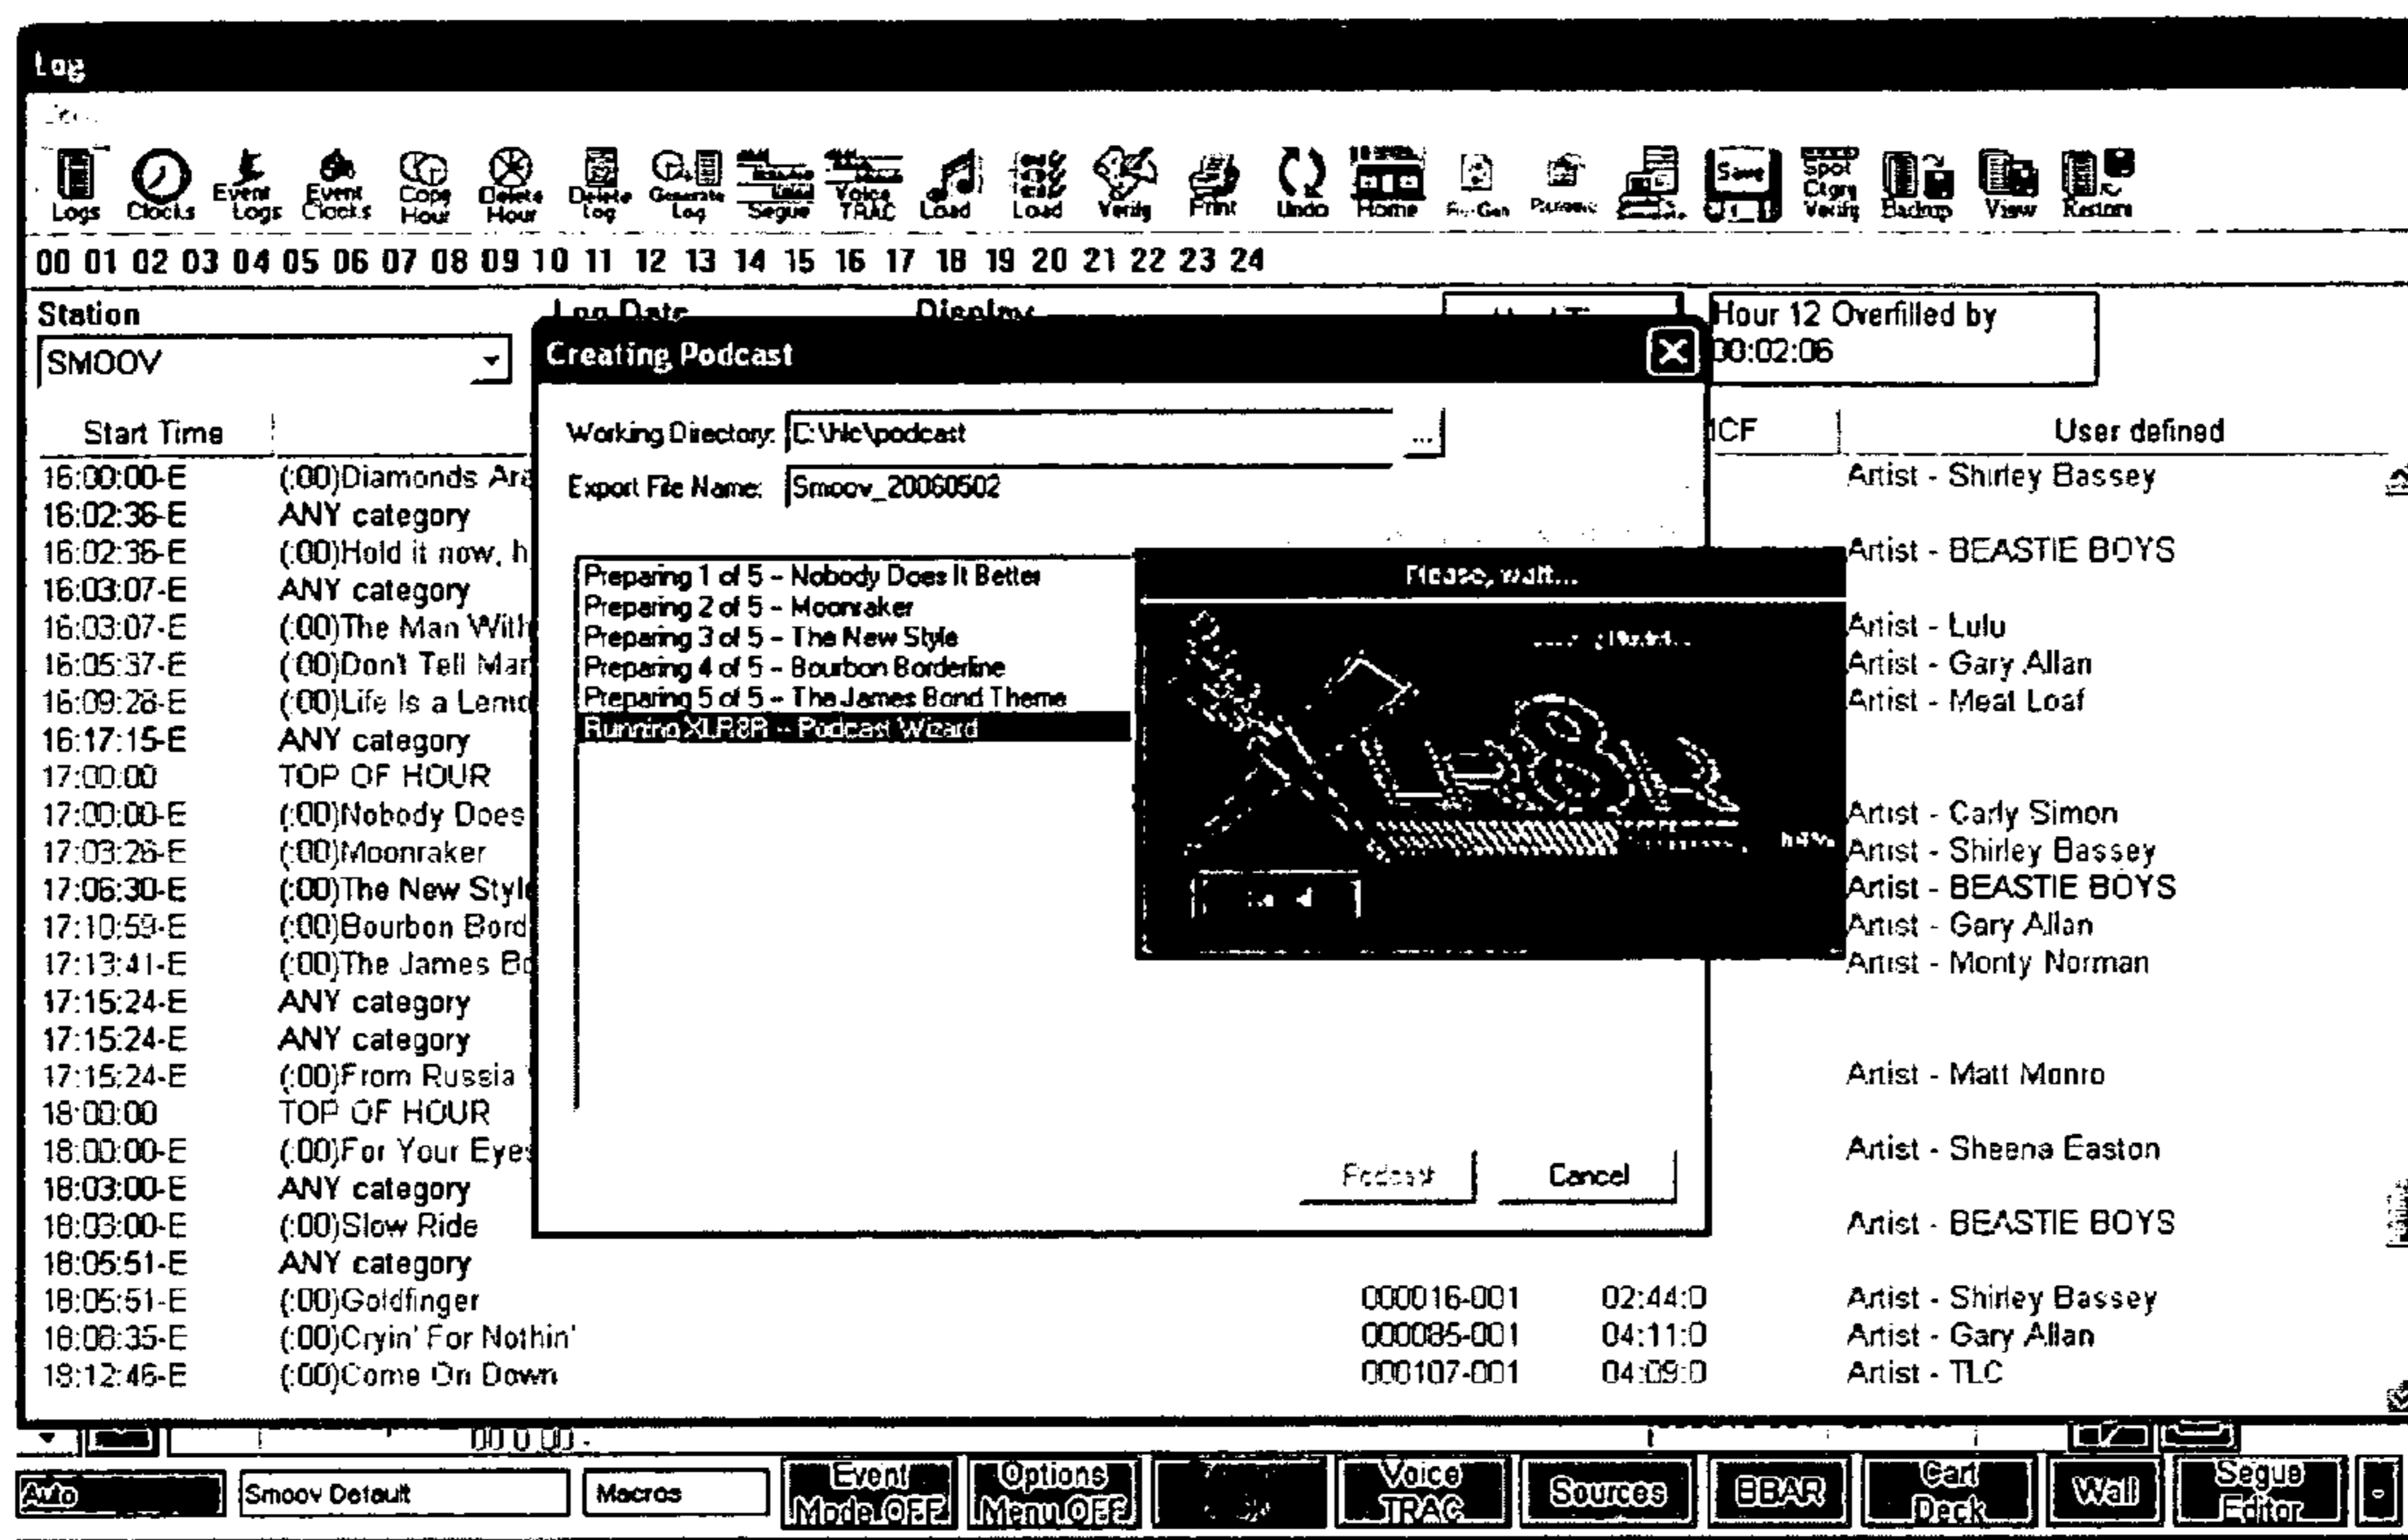 Log
Logs
Clocks
Event Logs
Event Clocks
Copy Hour
Delete Hour
Delete Log
Generate Log
Segue
Voice TRAC
Load
Load
Verify
Print
Undo
Home
Re-Gen
Save
Spot Ctgry Verify
Backup
View
Restore
00 01 02 03 04 05 06 07 08 09 10 11 12 13 14 15 16 17 18 19 20 21 22 23 24
Station
Log Date
Display
Hour 12 Overfilled by
00:02:06
SMOOV
Creating Podcast
Working Directory:
Export File Name: Smoov_20060502
Start Time
MCF
User defined
16:00:00-E (:00)Diamonds Are Artist - Shirley Bassey
16:02:36-E ANY category
16:02:36-E (:00)Hold it now, h Artist - BEASTIE BOYS
16:03:07-E ANY category
16:03:07-E (:00)The Man With Artist - Lulu
16:05:37-E (:00)Don't Tell Mar Artist - Gary Allan
16:09:28-E (:00)Life Is a Lemo Artist - Meat Loaf
16:17:15-E ANY category
17:00:00 TOP OF HOUR
17:00:00-E (:00)Nobody Does Artist - Carly Simon
17:03:26-E (:00)Moonraker Artist - Shirley Bassey
17:06:30-E (:00)The New Style Artist - BEASTIE BOYS
17:10:59-E (:00)Bourbon Bord Artist - Gary Allan
17:13:41-E (:00)The James Bo Artist - Monty Norman
17:15:24-E ANY category
17:15:24-E ANY category
17:15:24-E (:00)From Russia Artist - Matt Monro
18:00:00 TOP OF HOUR
18:00:00-E (:00)For Your Eyes Artist - Sheena Easton
18:03:00-E ANY category
18:03:00-E (:00)Slow Ride Artist - BEASTIE BOYS
18:05:51-E ANY category
18:05:51-E (:00)Goldfinger 000016-001 02:44:0 Artist - Shirley Bassey
18:08:35-E (:00)Cryin' For Nothin' 000085-001 04:11:0 Artist - Gary Allan
18:12:46-E (:00)Come On Down 000107-001 04:09:0 Artist - TLC
Preparing 1 of 5 – Nobody Does It Better
Preparing 2 of 5 – Moonraker
Preparing 3 of 5 – The New Style
Preparing 4 of 5 – Bourbon Borderline
Preparing 5 of 5 – The James Bond Theme
Running XLR8R – Podcast Wizard
Please, wait...
XLR8R
Podcast
Cancel
Auto
Smoov Default
Macros
Event Mode OFF
Options Menu OFF
Voice TRAC
Sources
BBAR
Cart Deck
Wall
Segue Editor